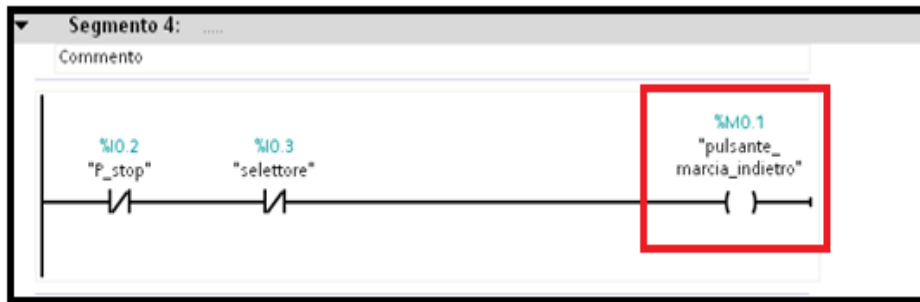 Segmento 4: .....
Commento
%I0.2
"P_stop"
%I0.3
"selettore"
%M0.1
"pulsante_
marcia_indietro"